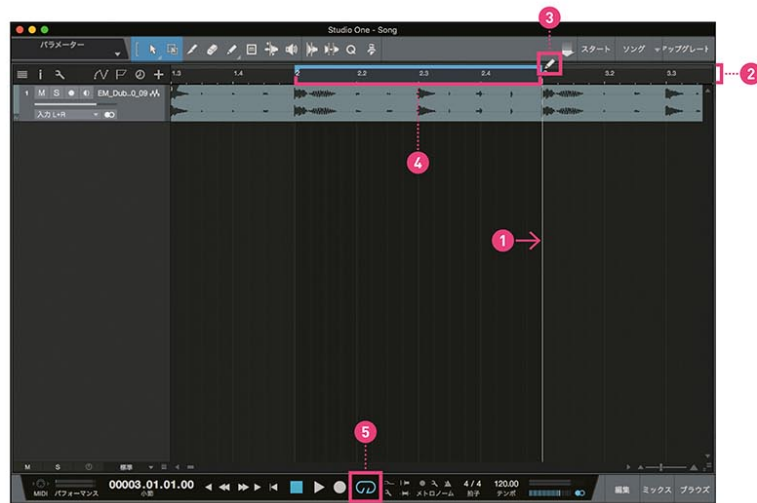 Studio One - Song
3
パラメーター
Q
スタート
ソング
アップグレード
2
1.3
1.4
2
2.2
2.3
2.4
3.2
3.3
1 M S EM_Dub..0_09
入力 L+R
4
1
5
M S 標準
MIDI パフォーマンス
00003.01.01.00
小節
メトロノーム
4 / 4
拍子
120.00
テンポ
編集
ミックス
ブラウズ